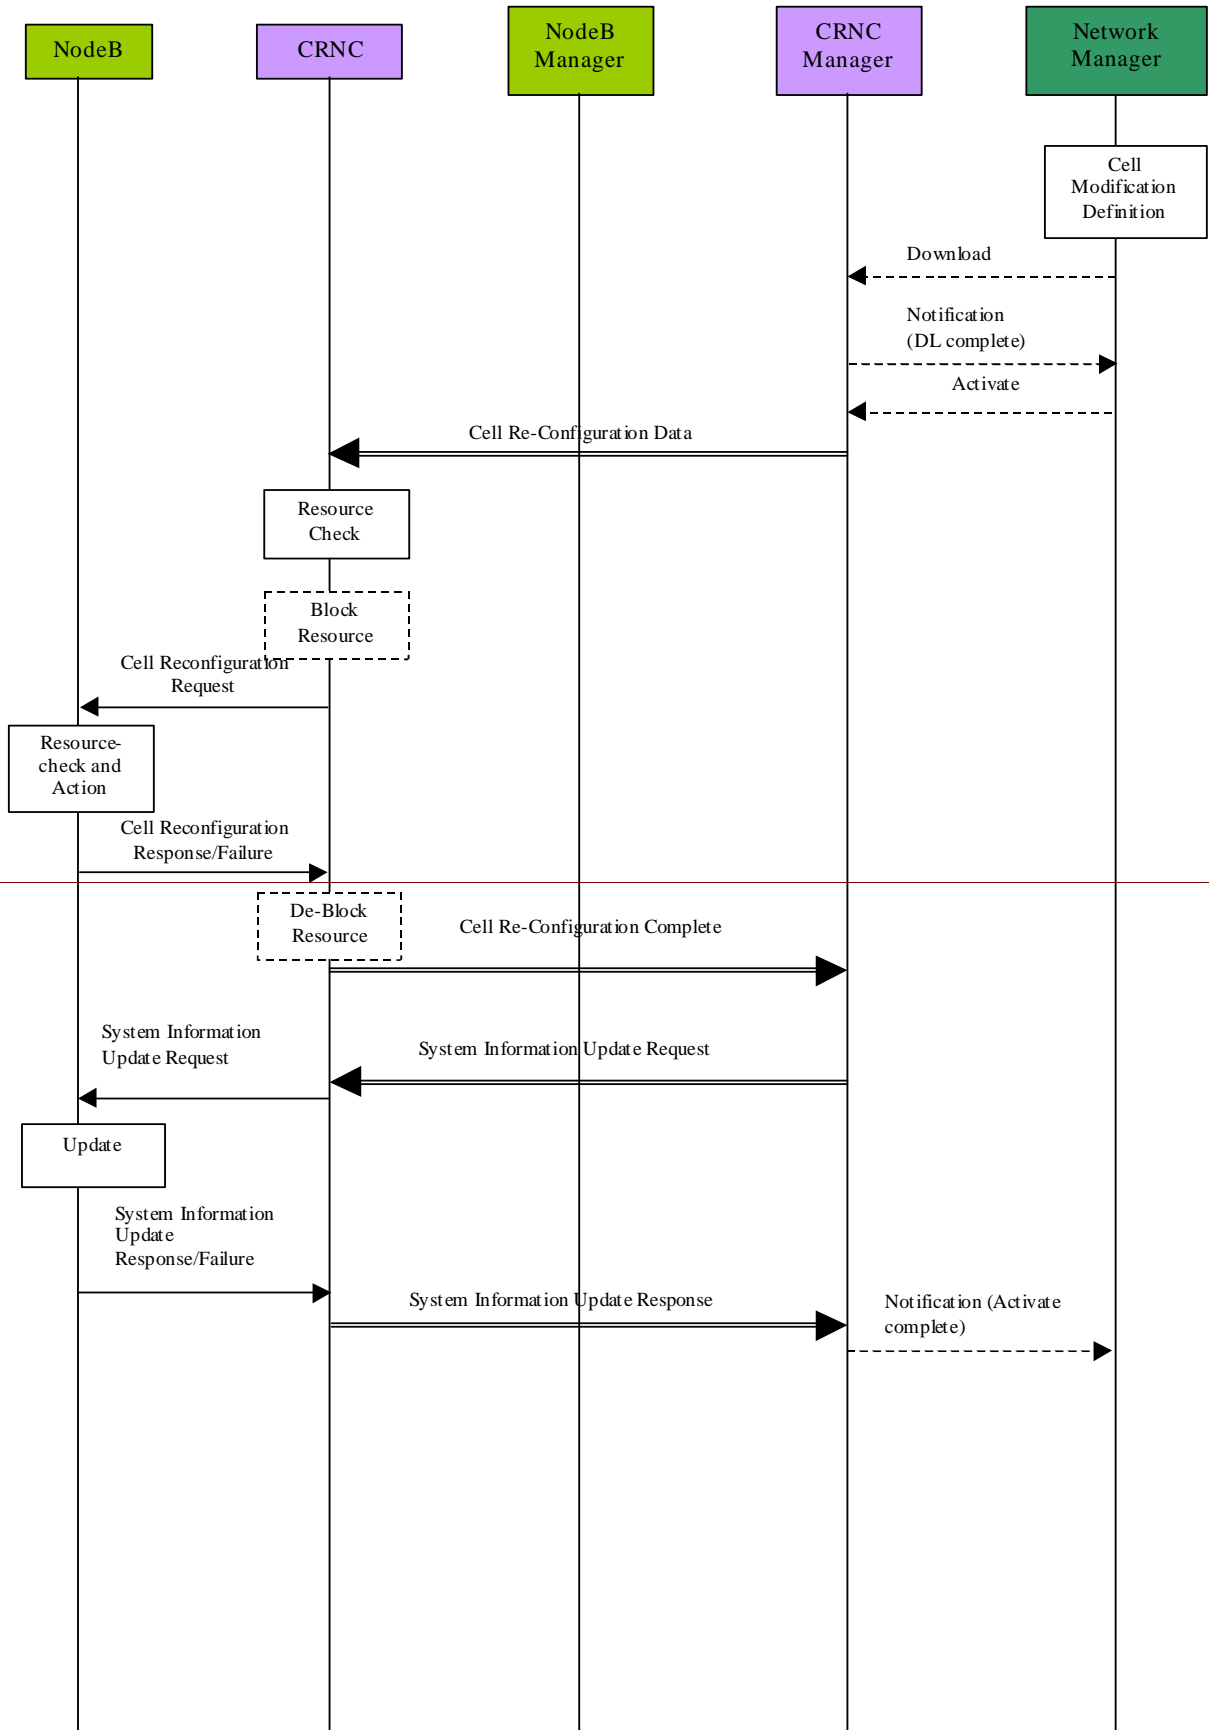 NodeB
CRNC
NodeB
Manager
CRNC
Manager
Network
Manager
Cell
Modification
Definition
Download
Notification
(DL complete)
Activate
Cell Re-Configuration Data
Resource
Check
Block
Resource
Cell Reconfiguration
Request
Resource-
check and
Action
Cell Reconfiguration
Response/Failure
De-Block
Resource
Cell Re-Configuration Complete
System Information
Update Request
System Information Update Request
Update
System Information
Update
Response/Failure
System Information Update Response
Notification (Activate
complete)